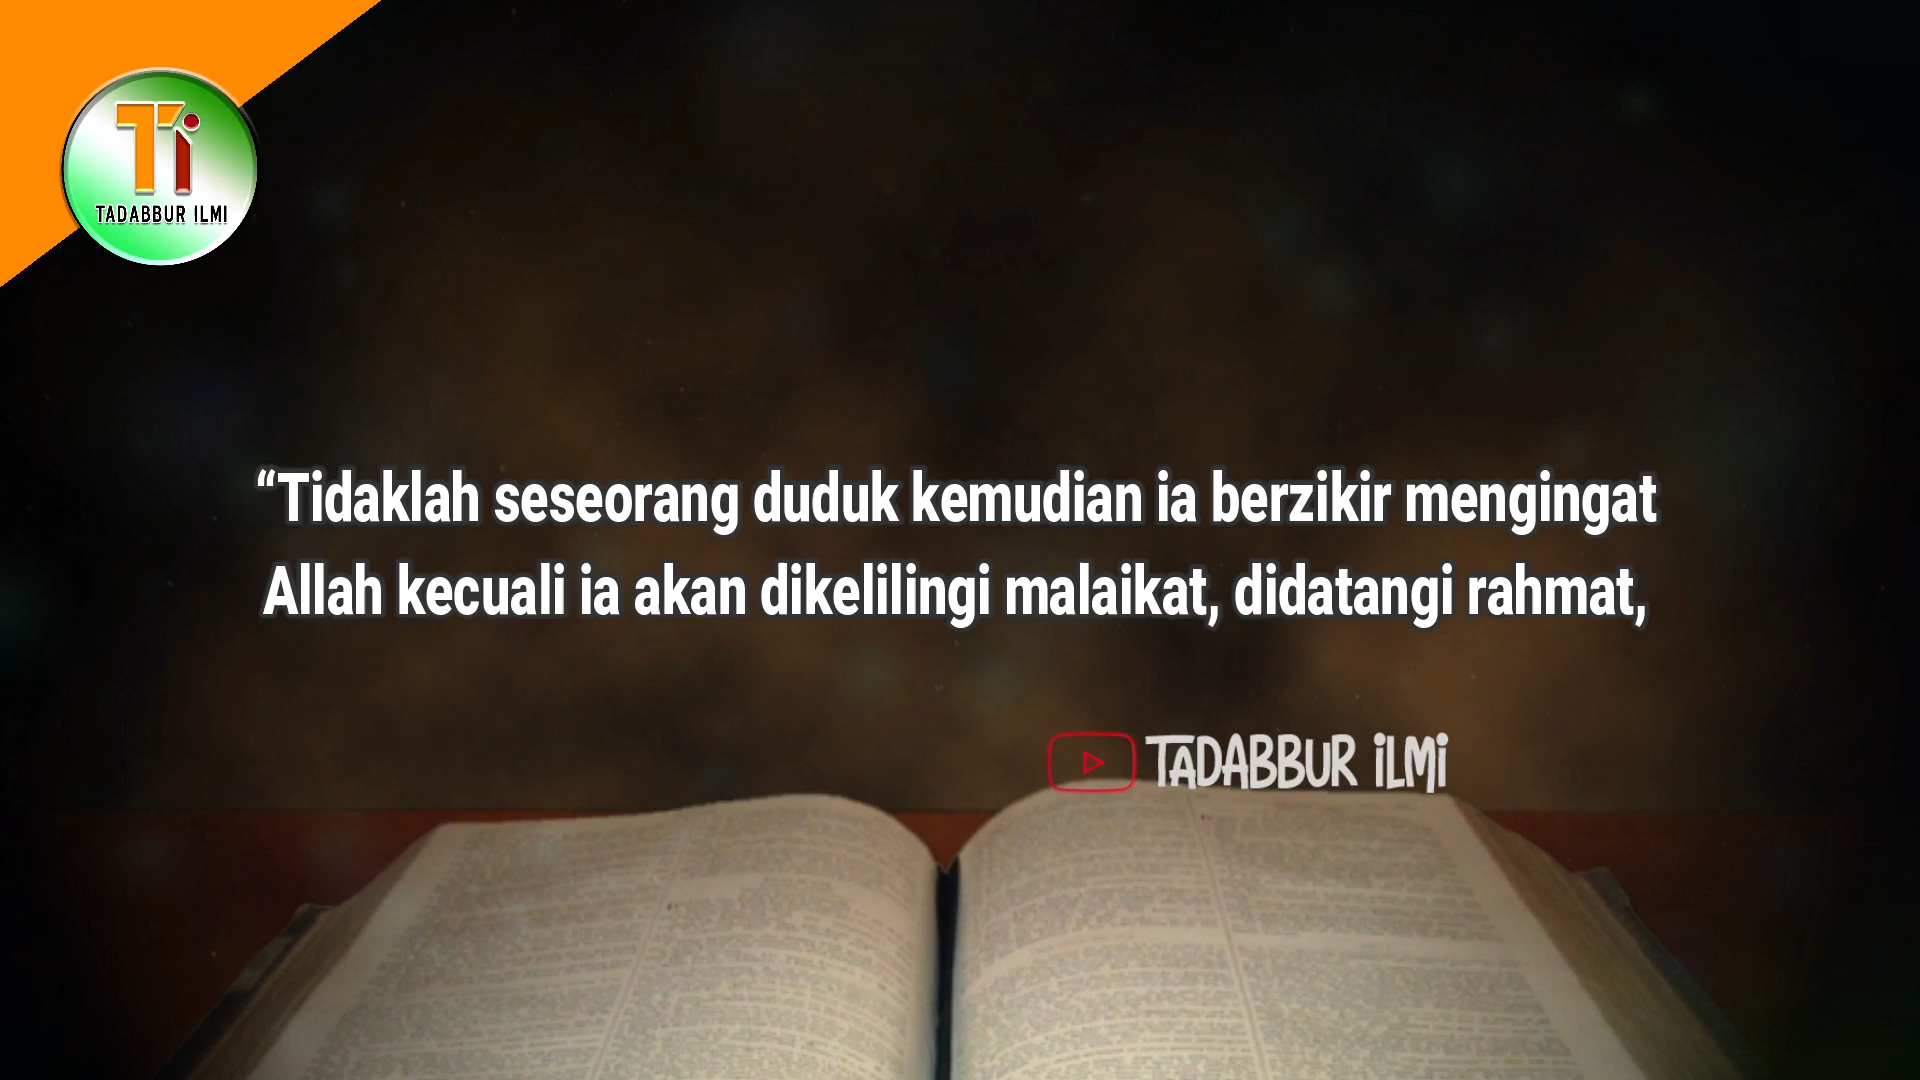 Ti
TADABBUR ILMI
“Tidaklah seseorang duduk kemudian ia berzikir mengingat
Allah kecuali ia akan dikelilingi malaikat, didatangi rahmat,
TADABBUR iLMi